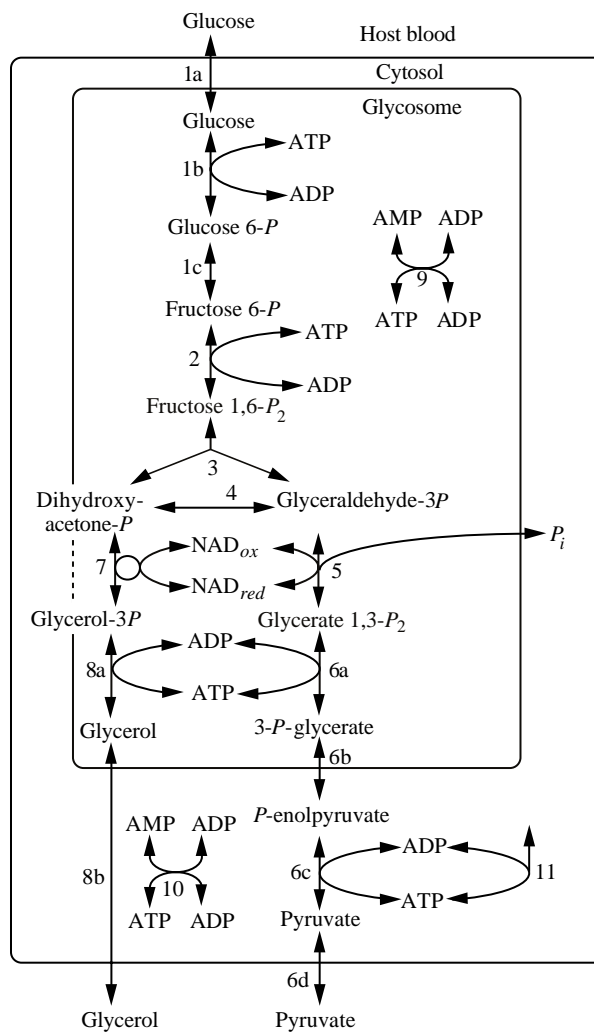 Glucose
Host blood
1a
Cytosol
Glycosome
Glucose
ATP
1b
ADP
Glucose 6-P
AMP ADP
1c
9
Fructose 6-P
ATP ADP
ATP
2
ADP
Fructose 1,6-P2
3
Dihydroxy-
acetone-P
4
Glyceraldehyde-3P
Pi
NADox
7
5
NADred
Glycerol-3P
Glycerate 1,3-P2
ADP
8a
6a
ATP
Glycerol
3-P-glycerate
6b
P-enolpyruvate
AMP ADP
ADP
8b
10
6c
11
ATP ADP
ATP
Pyruvate
6d
Glycerol
Pyruvate